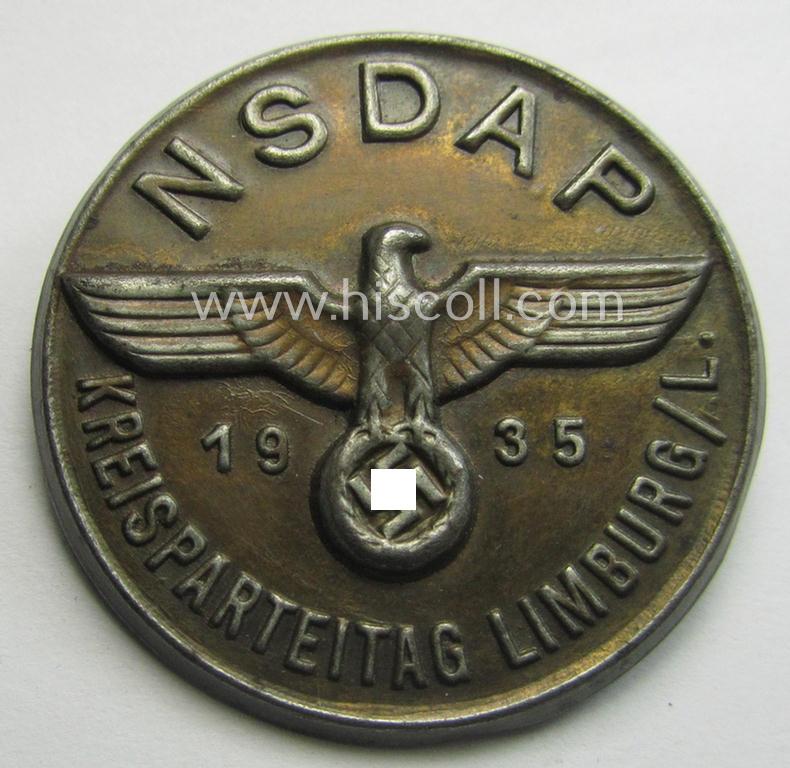 NSDAP
www.hiscoll.com
19 35
KREISPARTEITAG LIMBURG/L.